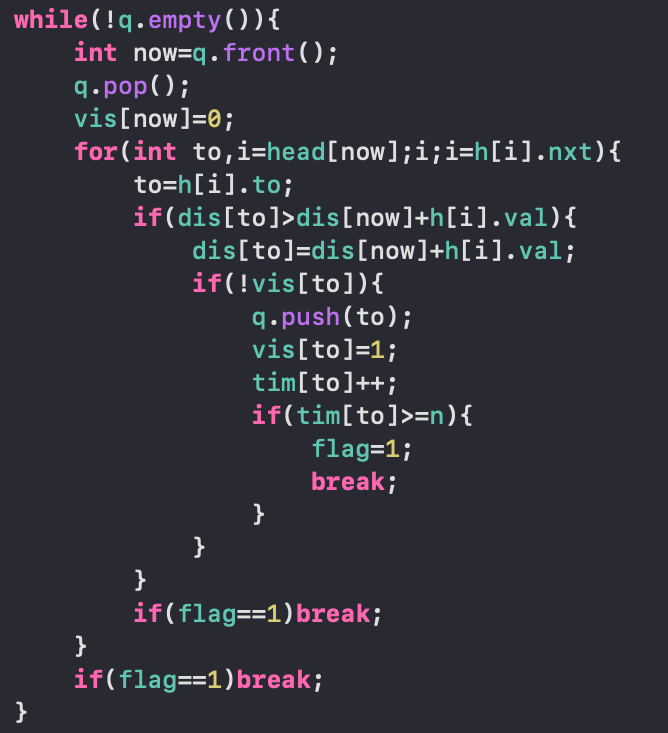 while(!q.empty()){
    int now=q.front();
    q.pop();
    vis[now]=0;
    for(int to,i=head[now];i;i=h[i].nxt){
        to=h[i].to;
        if(dis[to]>dis[now]+h[i].val){
            dis[to]=dis[now]+h[i].val;
            if(!vis[to]){
                q.push(to);
                vis[to]=1;
                tim[to]++;
                if(tim[to]>=n){
                    flag=1;
                    break;
                }
            }
        }
        if(flag==1)break;
    }
    if(flag==1)break;
}